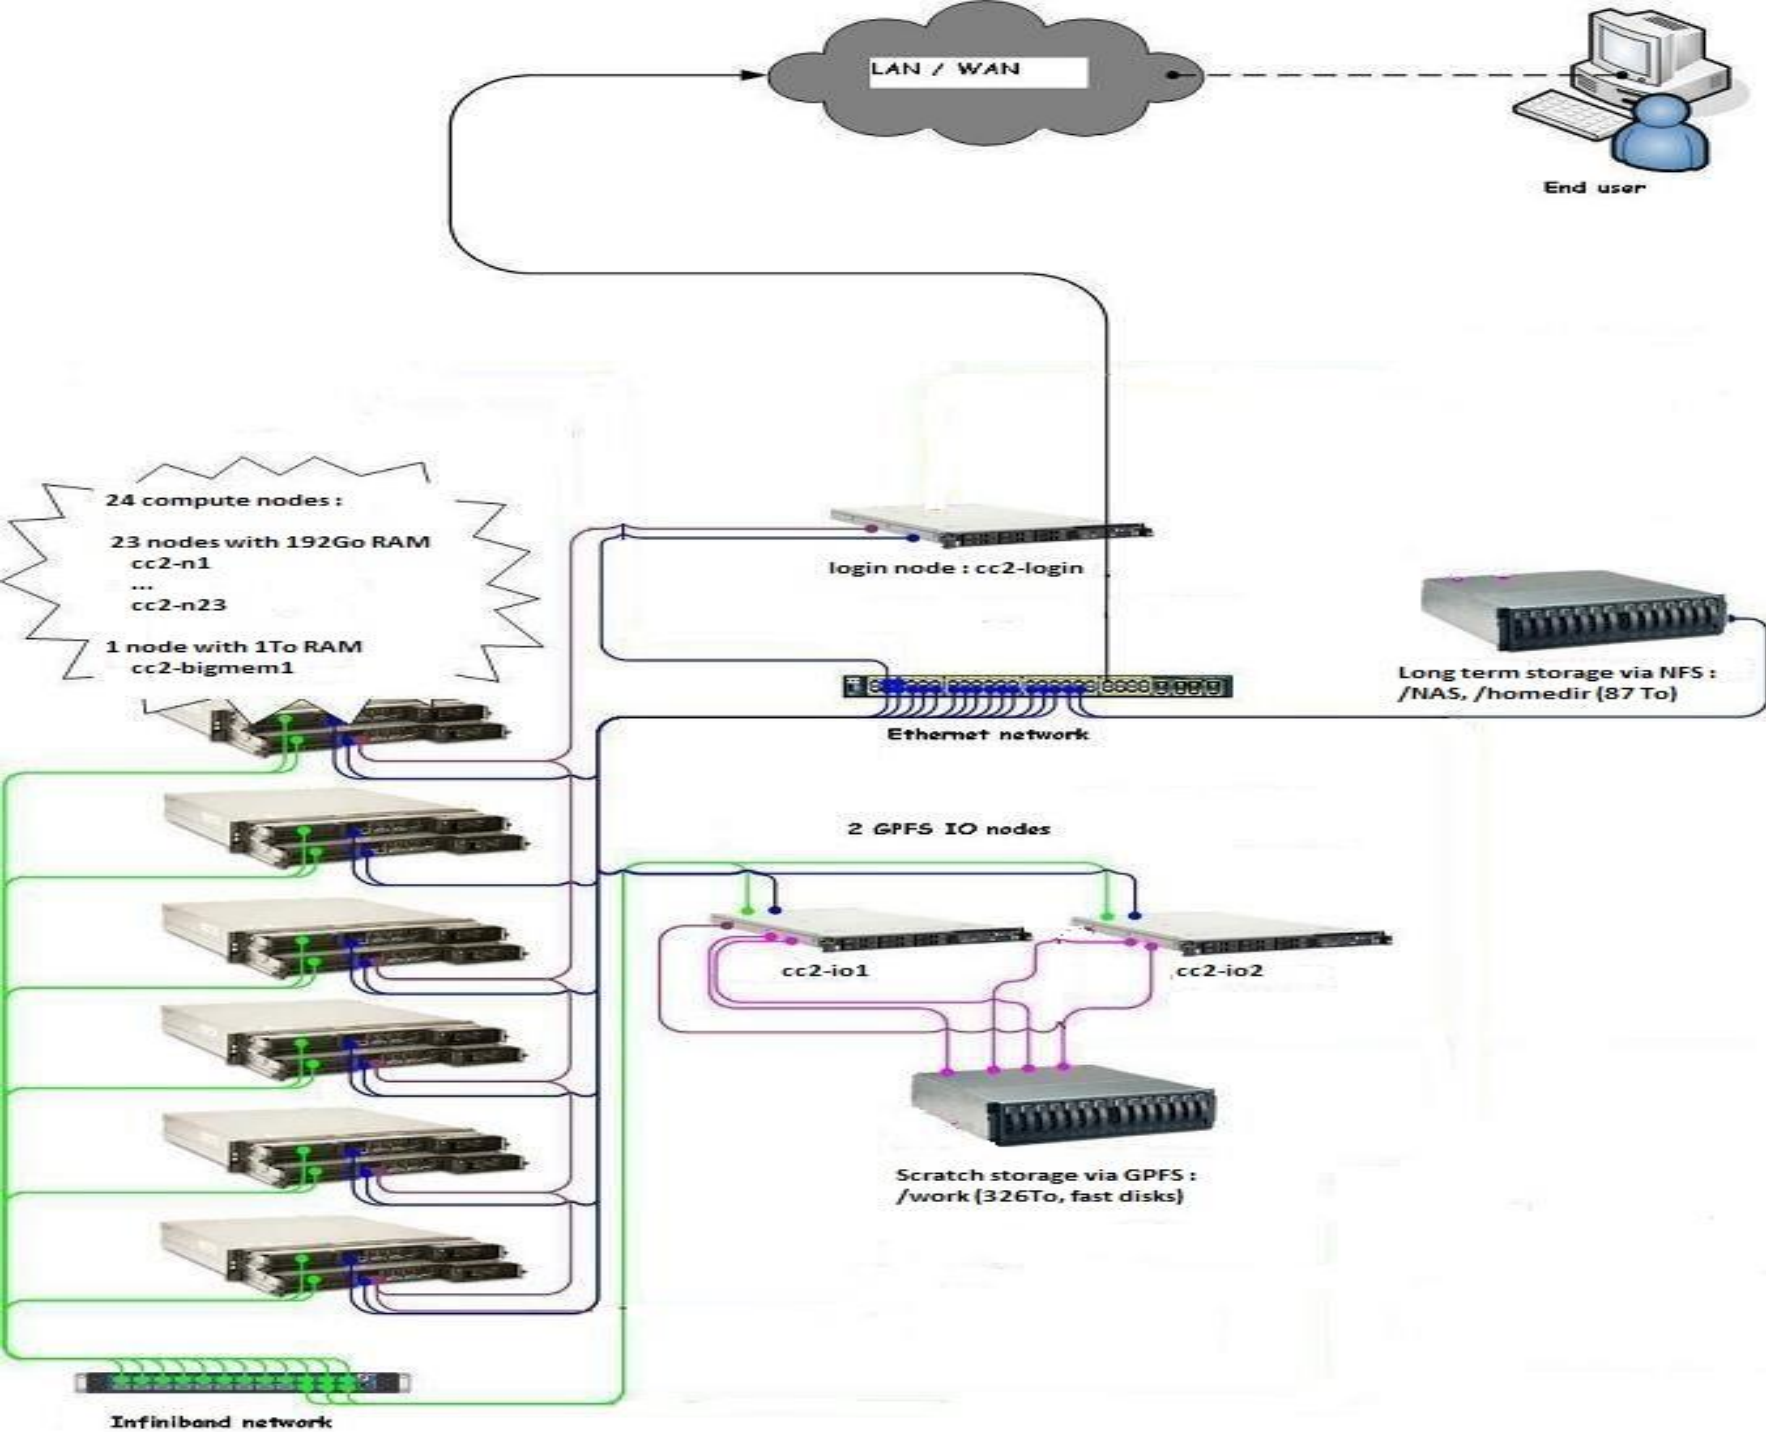 LAN / WAN
End user
24 compute nodes :
23 nodes with 192Go RAM
cc2-n1
...
cc2-n23
1 node with 1To RAM
cc2-bigmem1
login node : cc2-login
Long term storage via NFS :
/NAS, /homedir (87 To)
Ethernet network
2 GPFS IO nodes
cc2-io1
cc2-io2
Scratch storage via GPFS :
/work (326To, fast disks)
Infiniband network